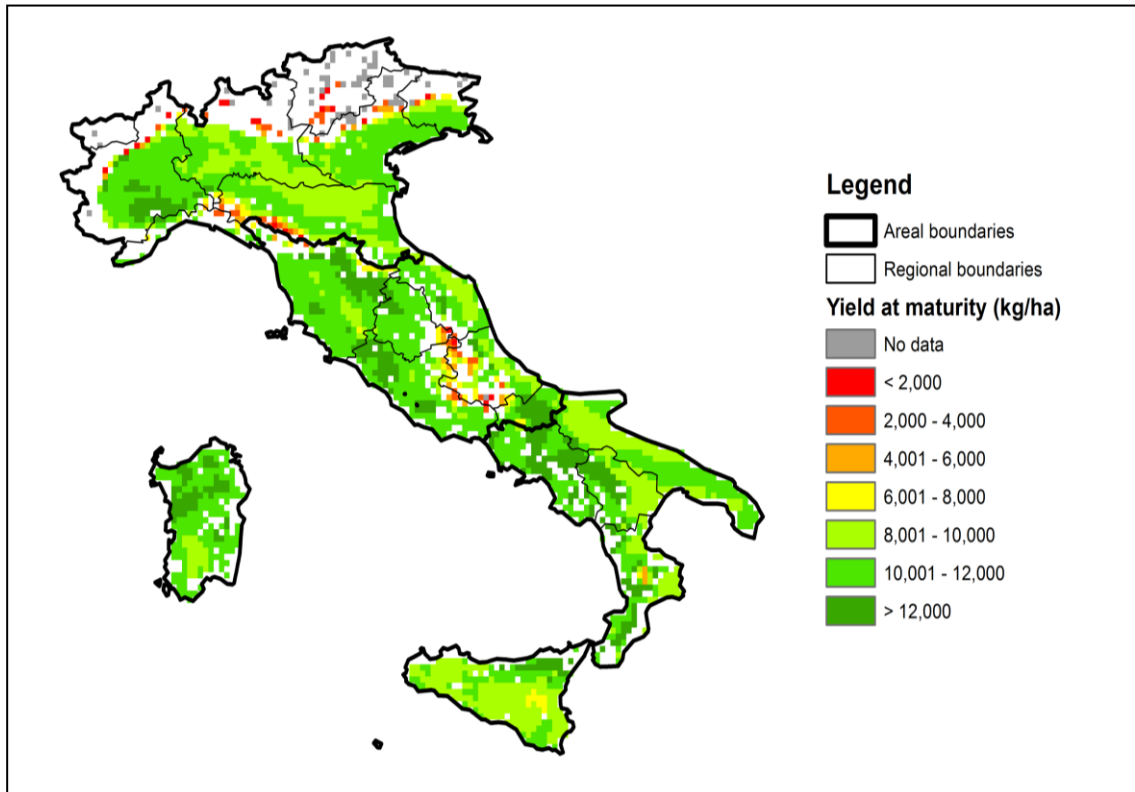 Legend
Areal boundaries
Regional boundaries
Yield at maturity (kg/ha)
No data
< 2,000
2,000 - 4,000
4,001 - 6,000
6,001 - 8,000
8,001 - 10,000
10,001 - 12,000
> 12,000